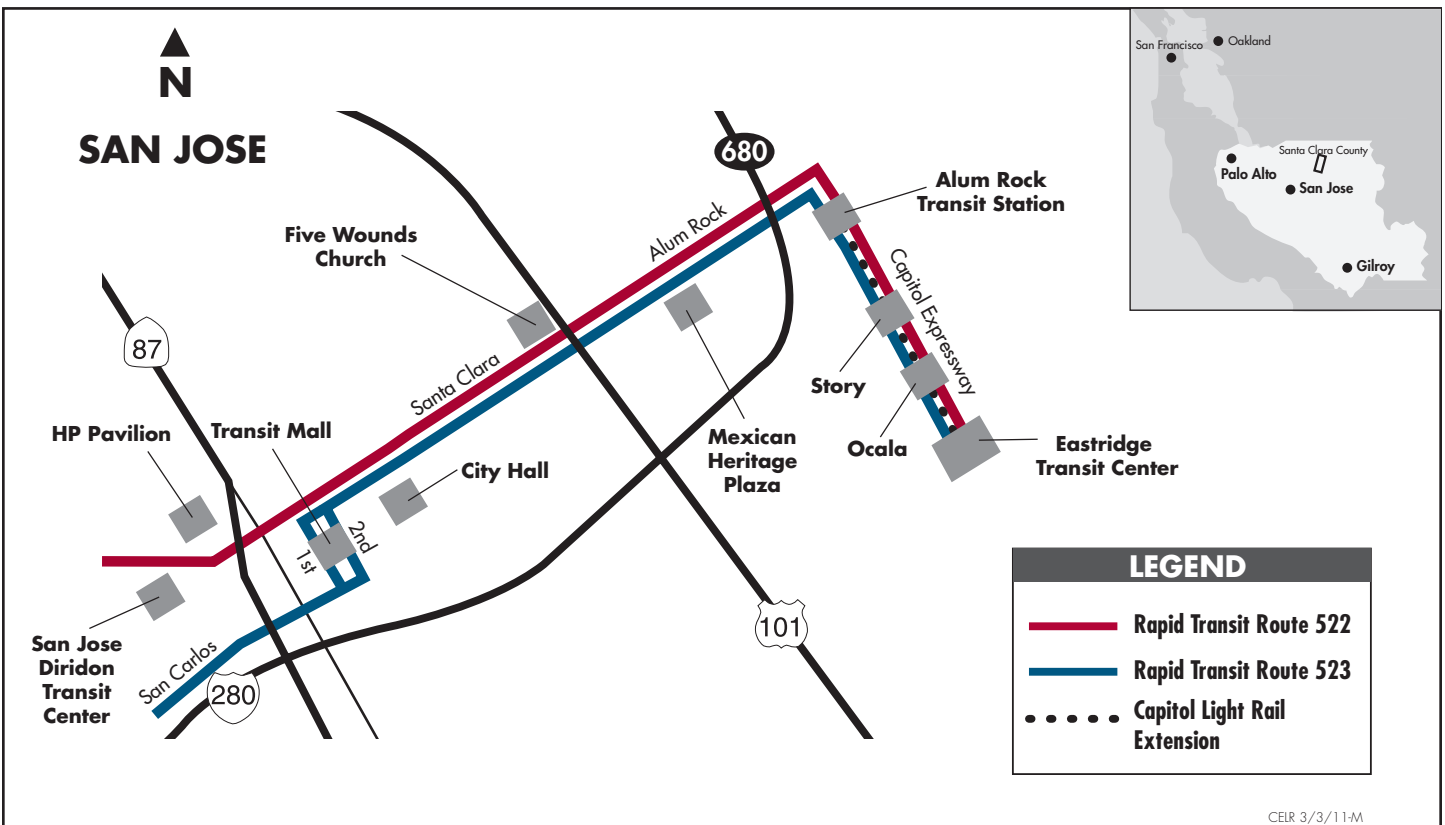 N
SAN JOSE
San Francisco
Oakland
Santa Clara County
Palo Alto
San Jose
Gilroy
680
Alum Rock
Transit Station
Alum Rock
Five Wounds
Church
Capitol Expressway
87
Santa Clara
Story
HP Pavilion
Transit Mall
Mexican
Heritage
Plaza
Ocala
Eastridge
Transit Center
City Hall
2nd
1st
San Jose
Diridon
Transit
Center
San Carlos
280
101
LEGEND
Rapid Transit Route 522
Rapid Transit Route 523
Capitol Light Rail
Extension
CELR 3/3/11-M